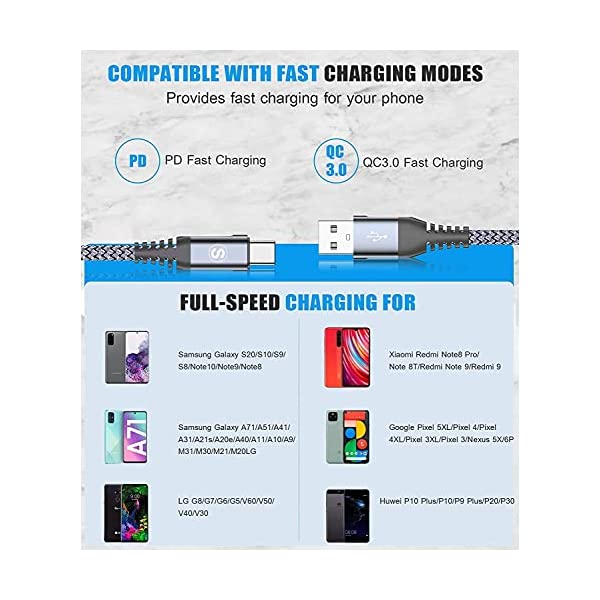 COMPATIBLE WITH FAST CHARGING MODES
Provides fast charging for your phone
PD
PD Fast Charging
QC
3.0
QC3.0 Fast Charging
S
FULL-SPEED CHARGING FOR
Samsung Galaxy S20/S10/S9/
S8/Note10/Note9/Note8
Xiaomi Redmi Note8 Pro/
Note 8T/Redmi Note 9/Redmi 9
A71
Samsung Galaxy A71/A51/A41/
A31/A21s/A20e/A40/A11/A10/A9/
M31/M30/M21/M20LG
Google Pixel 5XL/Pixel 4/Pixel
4XL/Pixel 3XL/Pixel 3/Nexus 5X/6P
LG G8/G7/G6/G5/V60/V50/
V40/V30
Huwei P10 Plus/P10/P9 Plus/P20/P30